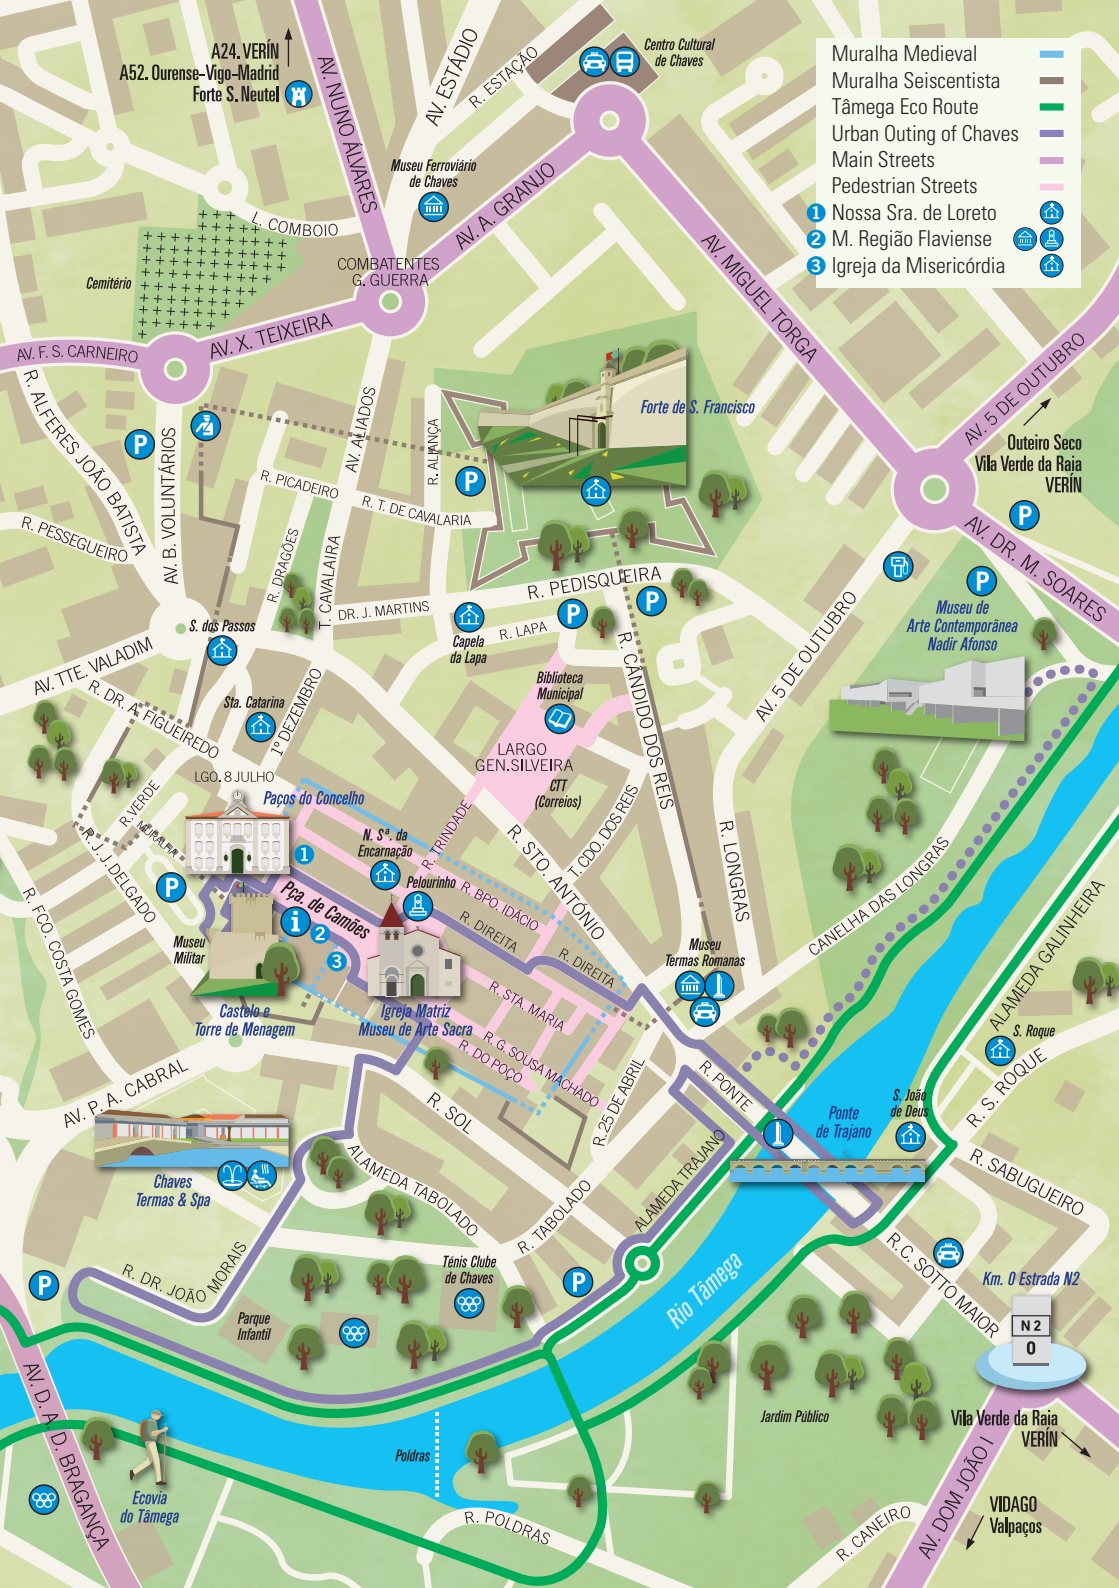 A24. VERÍN
A52. Ourense-Vigo-Madrid
Forte S. Neutel
AV. NUNO ÁLVARES
AV. ESTÁDIO
R. ESTAÇÃO
Centro Cultural
de Chaves
Muralha Medieval
Muralha Seiscentista
Tâmega Eco Route
Urban Outing of Chaves
Main Streets
Pedestrian Streets
1 Nossa Sra. de Loreto
2 M. Região Flaviense
3 Igreja da Misericórdia
Museu Ferroviário
de Chaves
L. COMBOIO
AV. A. GRANJO
AV. MIGUEL TORGA
COMBATENTES
G. GUERRA
Cemitério
AV. X. TEIXEIRA
AV. F. S. CARNEIRO
R. ALFERES JOÃO BATISTA
AV. B. VOLUNTÁRIOS
AV. ALIADOS
R. ALIANÇA
Forte de S. Francisco
AV. 5 DE OUTUBRO
Outeiro Seco
Vila Verde da Raia
VERÍN
P
P
P
R. PICADEIRO
R. T. DE CAVALARIA
R. PESSEGUEIRO
R. DRAGÕES
T. CAVALAIRA
AV. DR. M. SOARES
R. PEDISQUEIRA
P
P
P
DR. J. MARTINS
R. LAPA
Capela
da Lapa
S. dos Passos
AV. TTE. VALADIM
R. DR. A. FIGUEIREDO
Sta. Catarina
1º DEZEMBRO
Biblioteca
Municipal
R. CÂNDIDO DOS REIS
AV. 5 DE OUTUBRO
Museu de
Arte Contemporânea
Nadir Afonso
LARGO
GEN.SILVEIRA
CTT
(Correios)
LGO. 8 JULHO
Paços do Concelho
R. VERDE
MURALHA
R. J. J. DELGADO
R. TRINDADE
R. STO. ANTÓNIO
T. CDO. DOS REIS
R. LONGRAS
CANELHA DAS LONGRAS
N. Sª. da
Encarnação
1
Pelourinho
R. BPO. IDÁCIO
P
Pça. de Camões
R. DIREITA
R. DIREITA
i
2
3
Museu
Militar
Museu
Termas Romanas
ALAMEDA GALINHEIRA
R. FCO. COSTA GOMES
Castelo e
Torre de Menagem
Igreja Matriz
Museu de Arte Sacra
R. STA. MARIA
R. G. SOUSA MACHADO
R. DO POÇO
S. Roque
R. S. ROQUE
AV. P. A. CABRAL
R. SOL
R. 25 DE ABRIL
R. PONTE
Ponte
de Trajano
S. João
de Deus
Chaves
Termas & Spa
ALAMEDA TABOLADO
ALAMEDA TRAJANO
R. TABOLADO
R. SABUGUEIRO
R. DR. JOÃO MORAIS
Ténis Clube
de Chaves
P
P
Rio Tâmega
R.C. SOTTO MAIOR
Km. 0 Estrada N2
N 2
0
Parque
Infantil
AV. D. A. D. BRAGANÇA
Jardim Público
Vila Verde da Raia
VERÍN
Poldras
Ecovia
do Tâmega
R. POLDRAS
AV. DOM JOÃO I
R. CANEIRO
VIDAGO
Valpaços